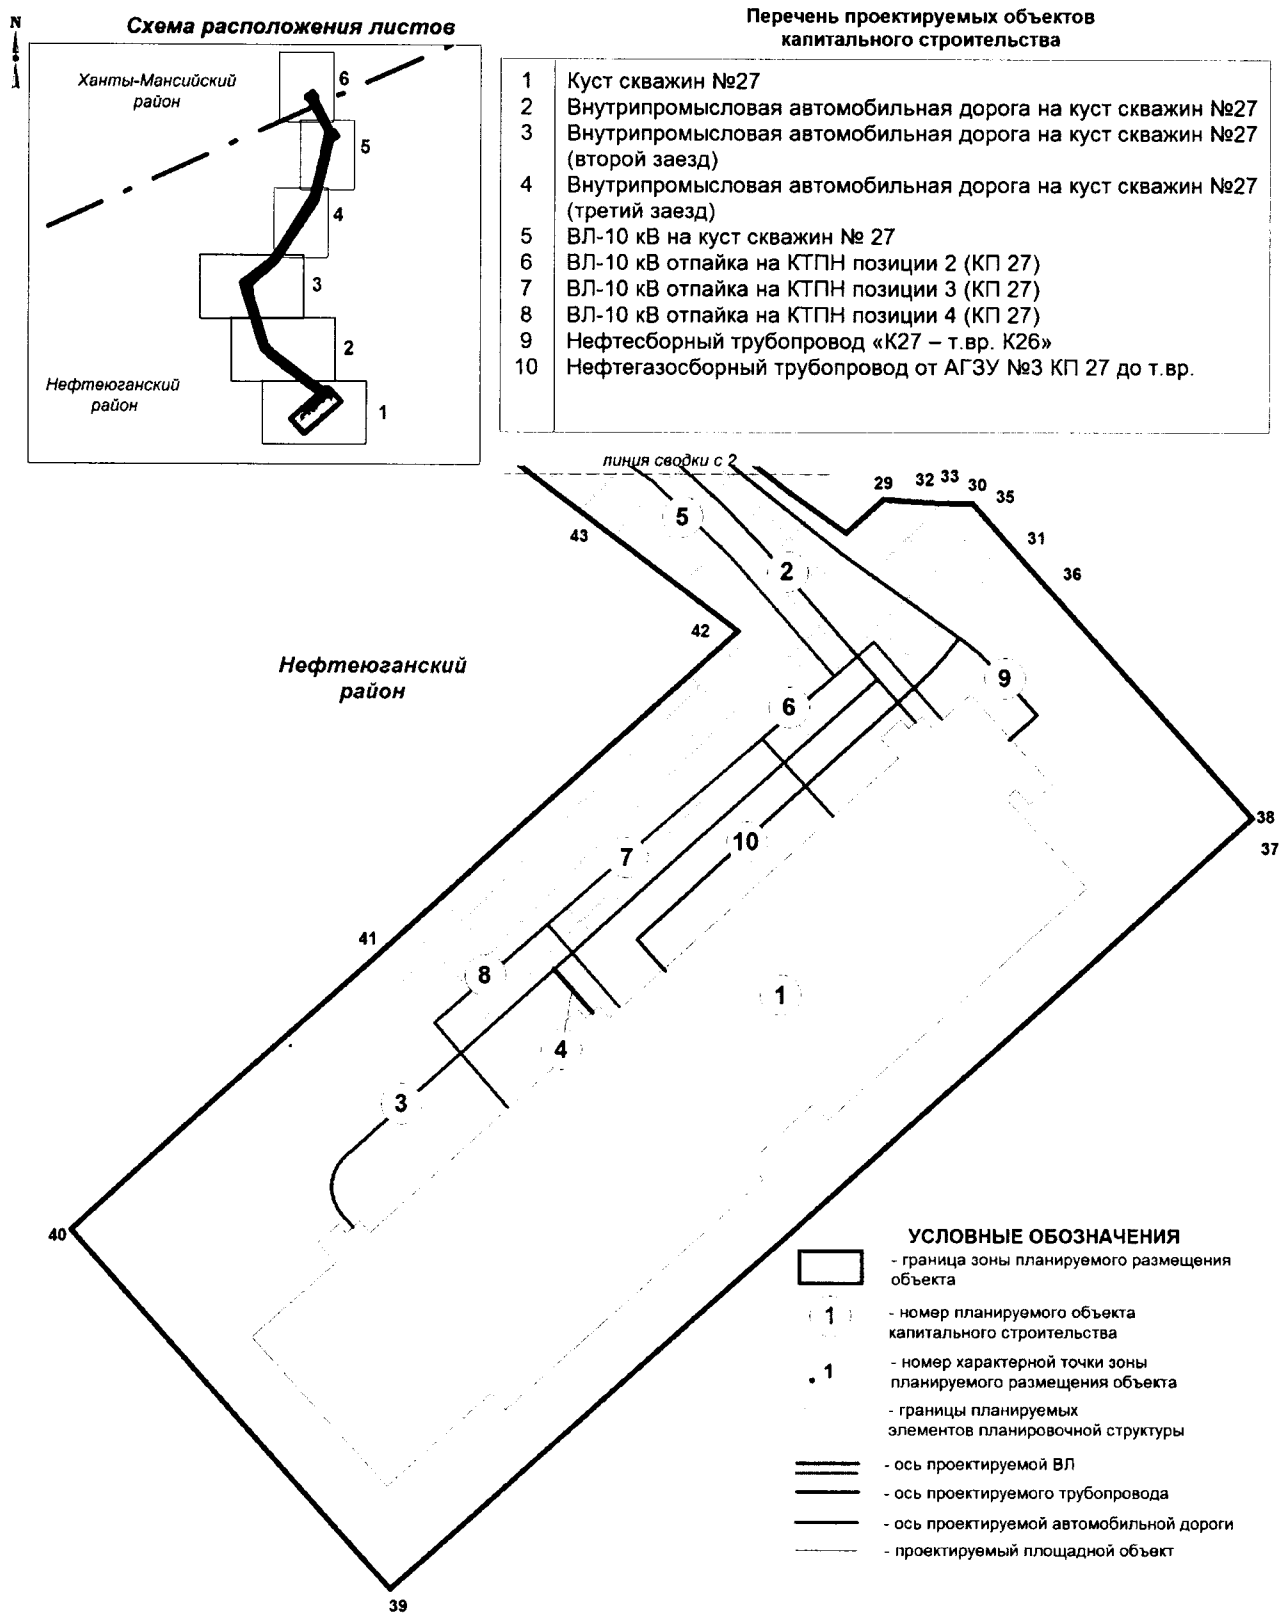 N
Схема расположения листов
Ханты-Мансийский
район
6
5
4
3
2
Нефтеюганский
район
1
Перечень проектируемых объектов
капитального строительства
1 Куст скважин №27
2 Внутрипромысловая автомобильная дорога на куст скважин №27
3 Внутрипромысловая автомобильная дорога на куст скважин №27
(второй заезд)
4 Внутрипромысловая автомобильная дорога на куст скважин №27
(третий заезд)
5 ВЛ-10 кВ на куст скважин № 27
6 ВЛ-10 кВ отпайка на КТПН позиции 2 (КП 27)
7 ВЛ-10 кВ отпайка на КТПН позиции 3 (КП 27)
8 ВЛ-10 кВ отпайка на КТПН позиции 4 (КП 27)
9 Нефтесборный трубопровод «К27 – т.вр. К26»
10 Нефтегазосборный трубопровод от АГЗУ №3 КП 27 до т.вр.
линия сводки с 2
29 32 33 30 35
5
43
31
2
36
42
Нефтеюганский
район
9
6
38
37
10
7
41
8
1
4
3
40
39
УСЛОВНЫЕ ОБОЗНАЧЕНИЯ
- граница зоны планируемого размещения
объекта
1 - номер планируемого объекта
капитального строительства
1 - номер характерной точки зоны
планируемого размещения объекта
- границы планируемых
элементов планировочной структуры
- ось проектируемой ВЛ
- ось проектируемого трубопровода
- ось проектируемой автомобильной дороги
- проектируемый площадной объект